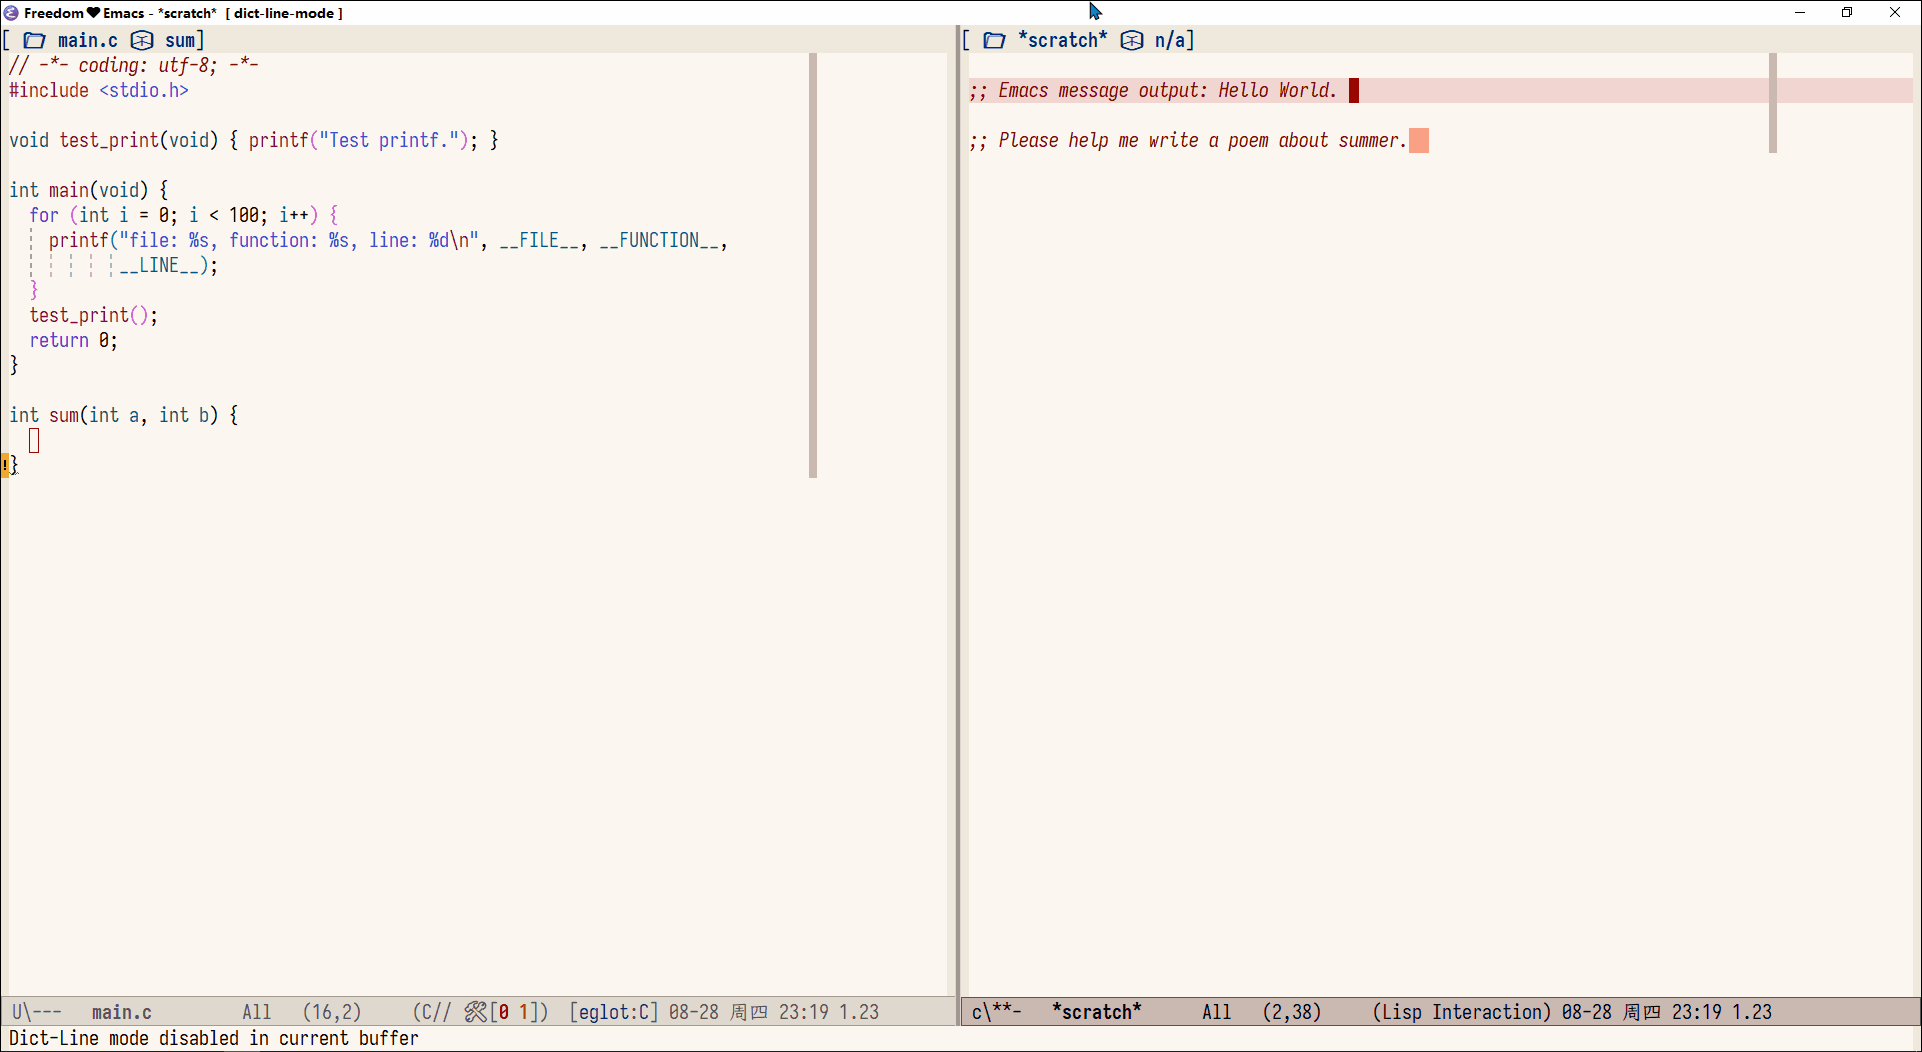 Freedom♥Emacs - *scratch* [ dict-line-mode ]
[ main.c sum]
// -*- coding: utf-8; -*-
#include <stdio.h>
void test_print(void) { printf("Test printf."); }
int main(void) {
for (int i = 0; i < 100; i++) {
printf("file: %s, function: %s, line: %d\n", __FILE__, __FUNCTION__,
__LINE__);
}
test_print();
return 0;
}
int sum(int a, int b) {
!}
U\--- main.c All (16,2) (C// 🛠[0 1]) [eglot:C] 08-28 周四 23:19 1.23
[ *scratch* n/a]
;; Emacs message output: Hello World.
;; Please help me write a poem about summer.
c\**- *scratch* All (2,38) (Lisp Interaction) 08-28 周四 23:19 1.23
Dict-Line mode disabled in current buffer